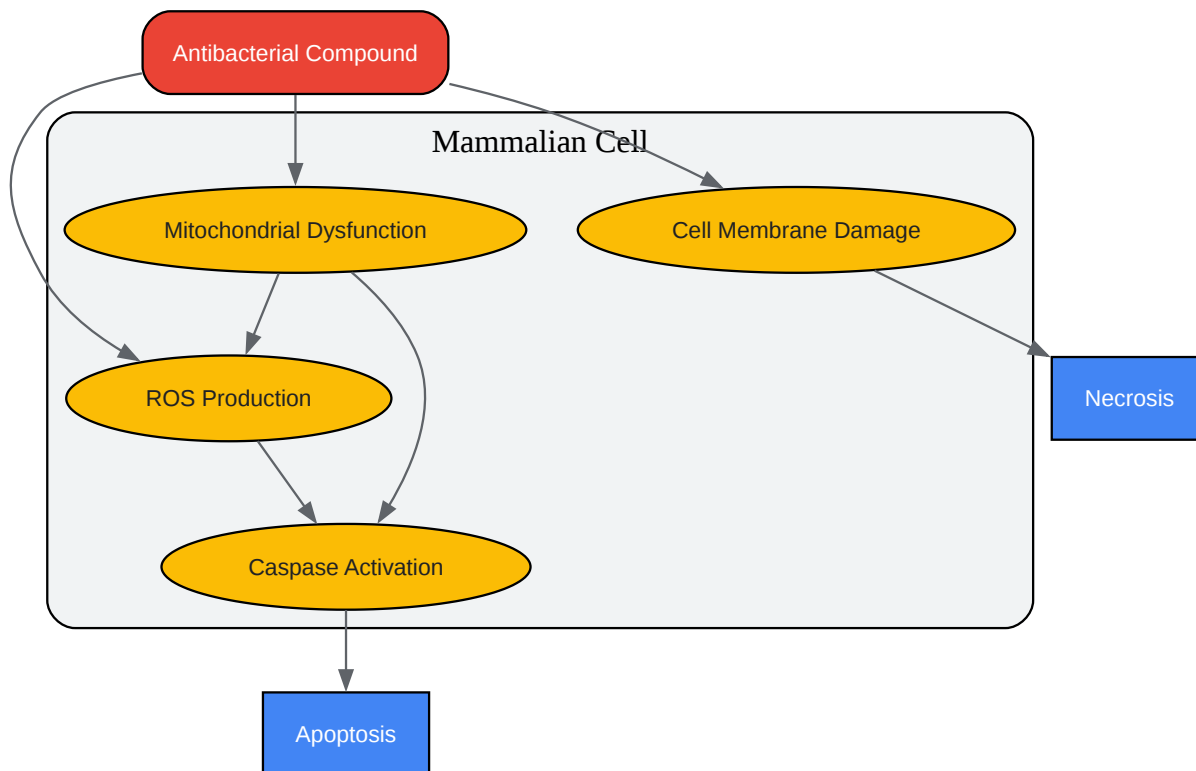 Antibacterial Compound
Mammalian Cell
Mitochondrial Dysfunction
Cell Membrane Damage
ROS Production
Necrosis
Caspase Activation
Apoptosis